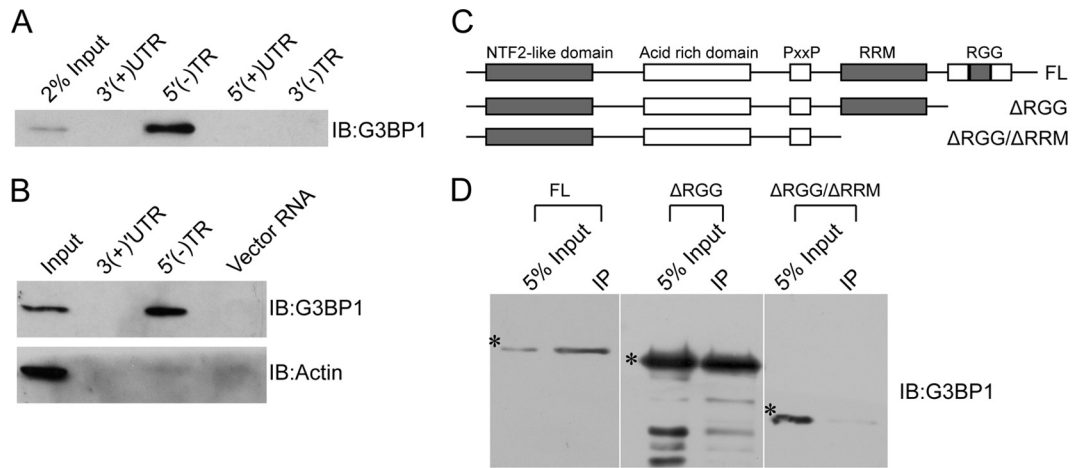 A
2% Input
3′(+)UTR
5′(-)TR
5′(+)UTR
3′(-)TR
IB:G3BP1
B
Input
3(+)′UTR
5′(-)TR
Vector RNA
IB:G3BP1
IB:Actin
C
NTF2-like domain
Acid rich domain
PxxP
RRM
RGG
FL
ΔRGG
ΔRGG/ΔRRM
D
FL
ΔRGG
ΔRGG/ΔRRM
5% Input
IP
5% Input
IP
5% Input
IP
*
*
*
IB:G3BP1